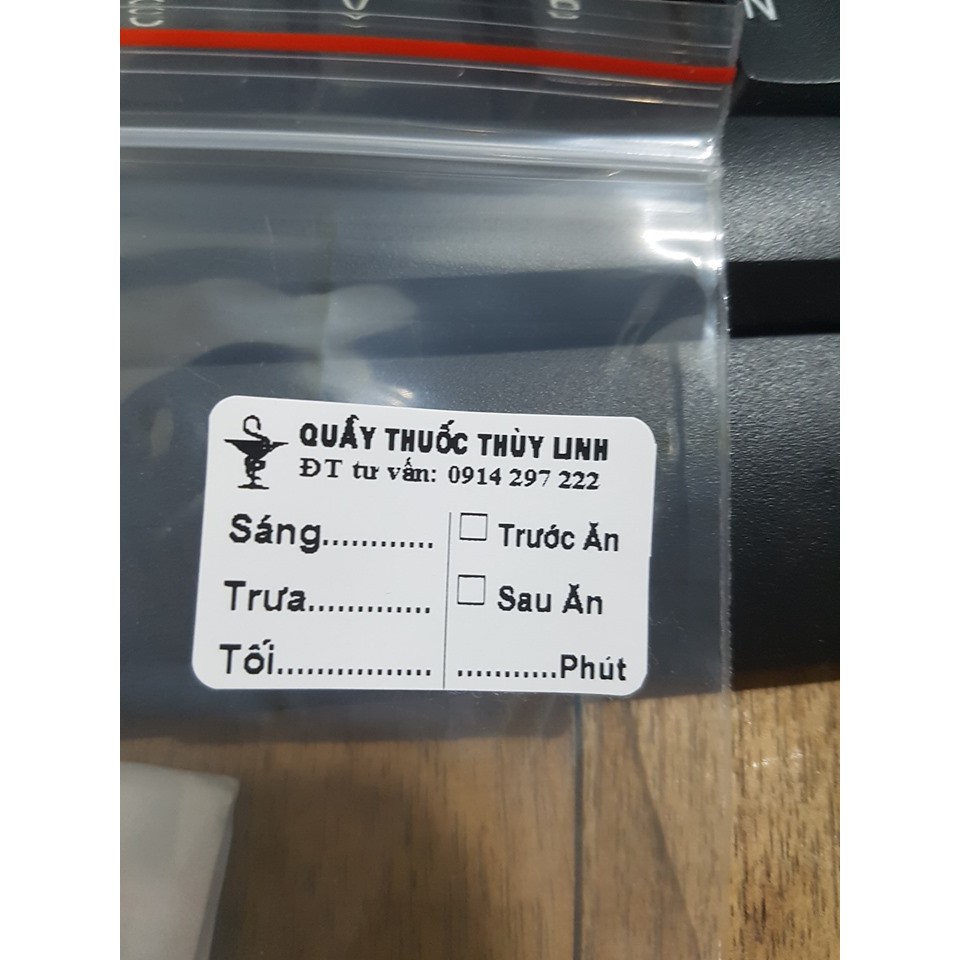 N
QUẦY THUỐC THÙY LINH
ĐT tư vấn: 0914 297 222
Sáng............
Trưa.............
Tối................
☐ Trước Ăn
☐ Sau Ăn
...........Phút